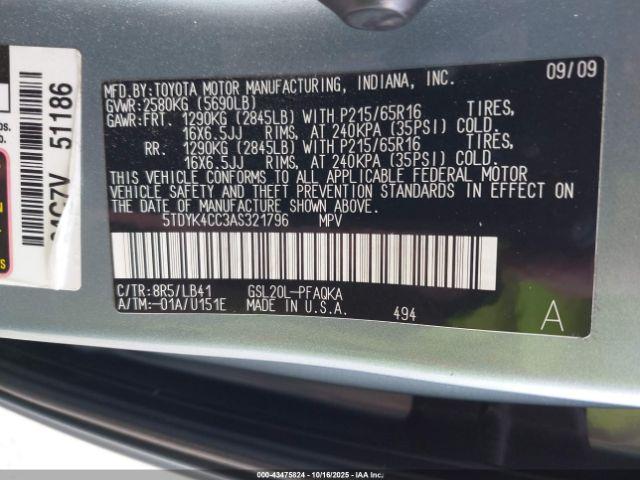 MFD.BY:TOYOTA MOTOR MANUFACTURING, INDIANA, INC. 09/09
GVWR:2580KG (5690LB)
GAWR:FRT. 1290KG (2845LB) WITH P215/65R16 TIRES,
16X6.5JJ RIMS, AT 240KPA (35PSI) COLD.
RR. 1290KG (2845LB) WITH P215/65R16 TIRES,
16X6.5JJ RIMS, AT 240KPA (35PSI) COLD.
THIS VEHICLE CONFORMS TO ALL APPLICABLE FEDERAL MOTOR
VEHICLE SAFETY AND THEFT PREVENTION STANDARDS IN EFFECT ON
THE DATE OF MANUFACTURE SHOWN ABOVE.
5TDYK4CC3AS321796 MPV
C/TR:8R5/LB41 GSL20L-PFAQKA
A/TM:-01A/U151E MADE IN U.S.A. 494 A
51186
© 43475824 - 10/16/2025 - IAAI